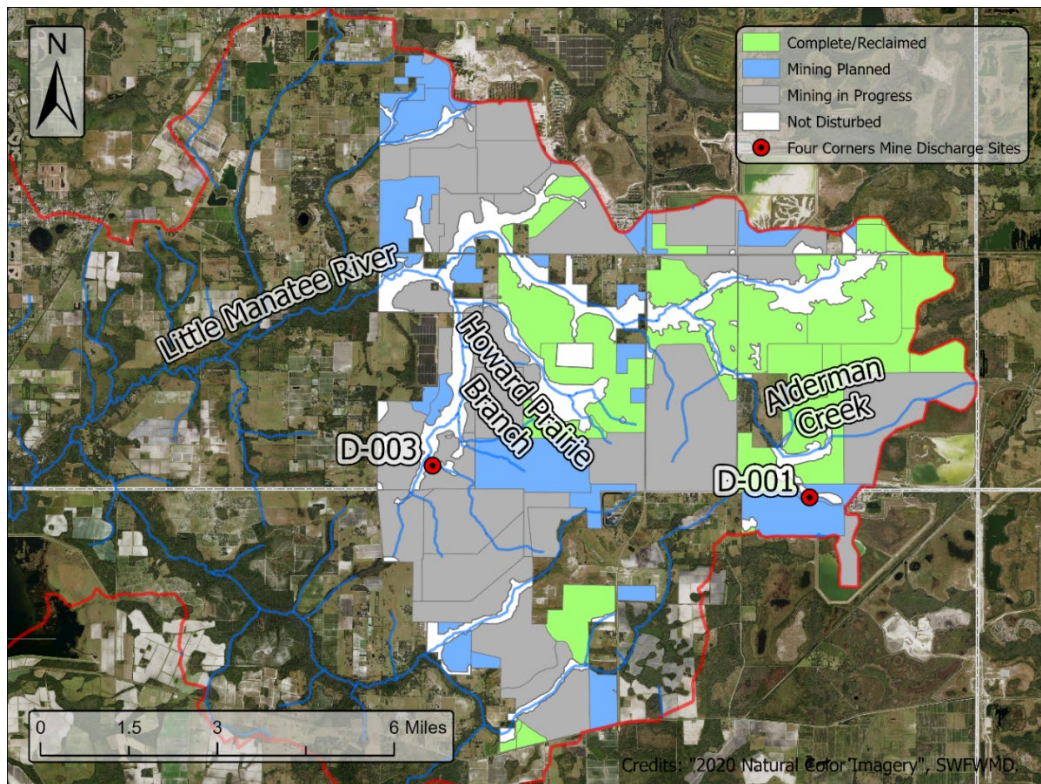 N
Complete/Reclaimed
Mining Planned
Mining in Progress
Not Disturbed
Four Corners Mine Discharge Sites
Little Manatee River
Howard Prairie
Branch
Alderman
Creek
D-003
D-001
0 1.5 3 6 Miles
Credits: "2020 Natural Color Imagery", SWFWMD.